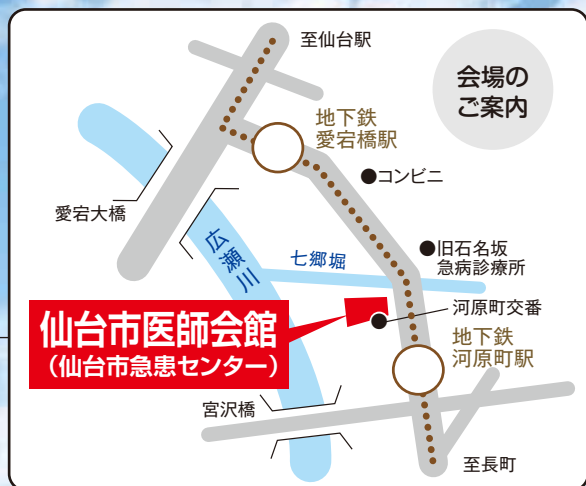 至仙台駅
会場の
ご案内
地下鉄
愛宕橋駅
●コンビニ
愛宕大橋
広瀬川
七郷堀
●旧石名坂
急病診療所
仙台市医師会館
（仙台市急患センター）
河原町交番
地下鉄
河原町駅
宮沢橋
至長町